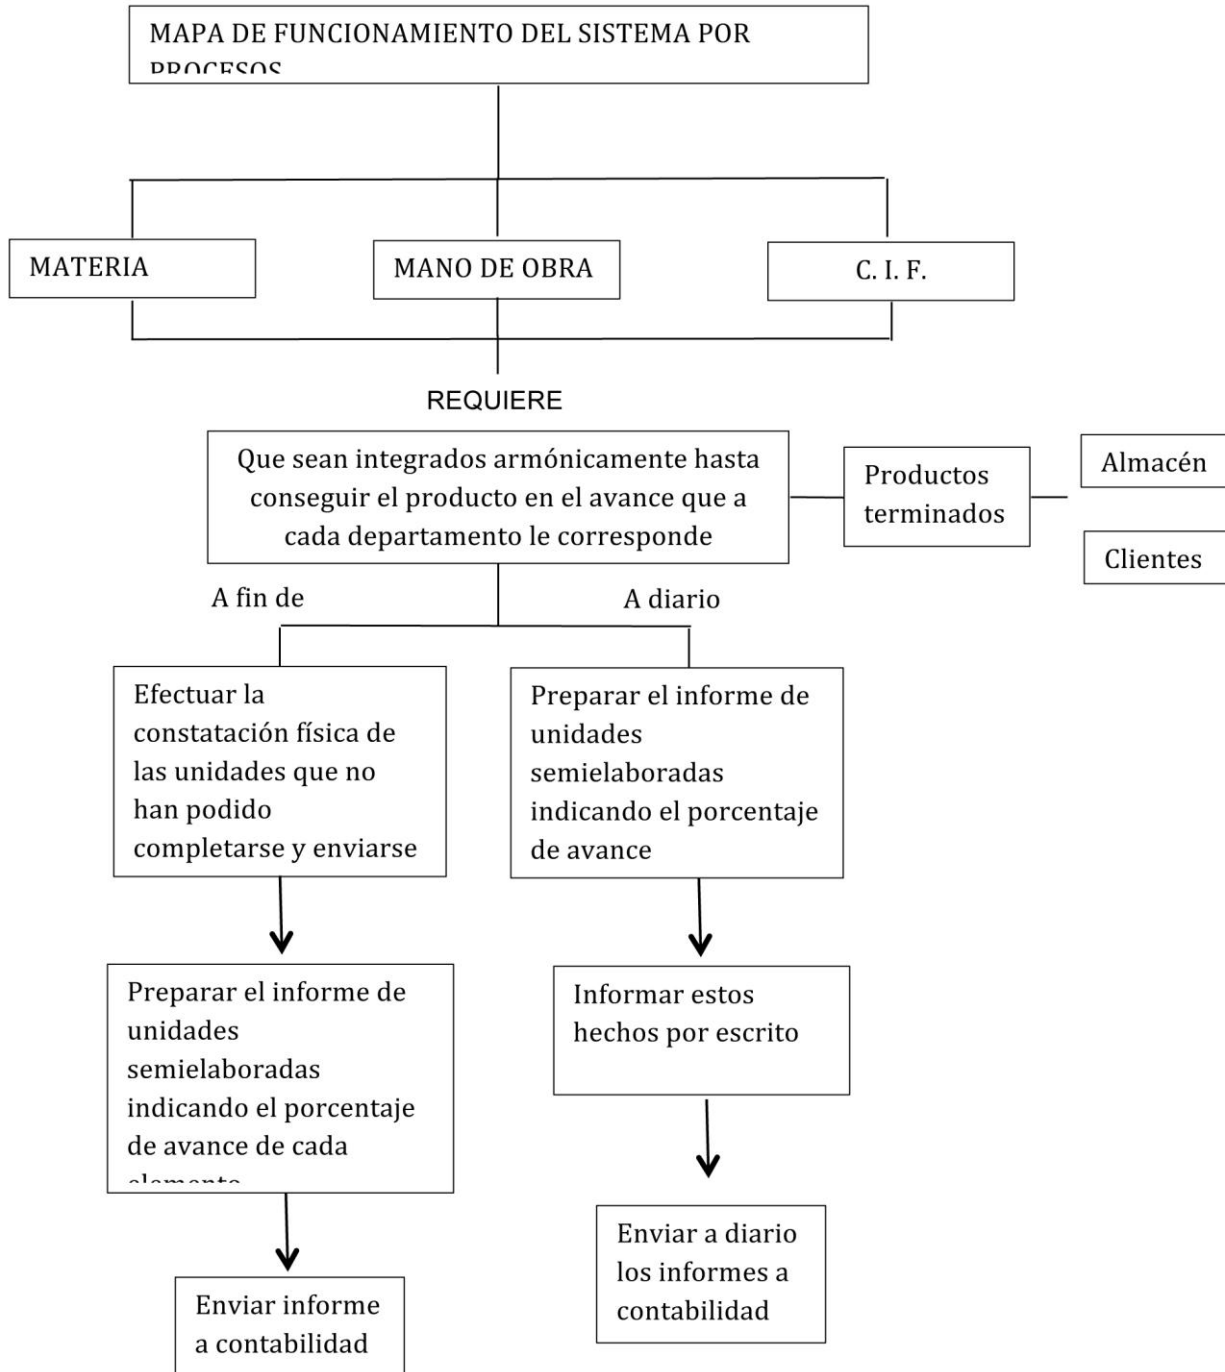 MAPA DE FUNCIONAMIENTO DEL SISTEMA POR
PROCESOS
MATERIA
MANO DE OBRA
C. I. F.
REQUIERE
Que sean integrados armónicamente hasta
conseguir el producto en el avance que a
cada departamento le corresponde
Productos
terminados
Almacén
Clientes
A fin de
A diario
Efectuar la
constatación física de
las unidades que no
han podido
completarse y enviarse
Preparar el informe de
unidades
semielaboradas
indicando el porcentaje
de avance
Preparar el informe de
unidades
semielaboradas
indicando el porcentaje
de avance de cada
elemento
Informar estos
hechos por escrito
Enviar informe
a contabilidad
Enviar a diario
los informes a
contabilidad